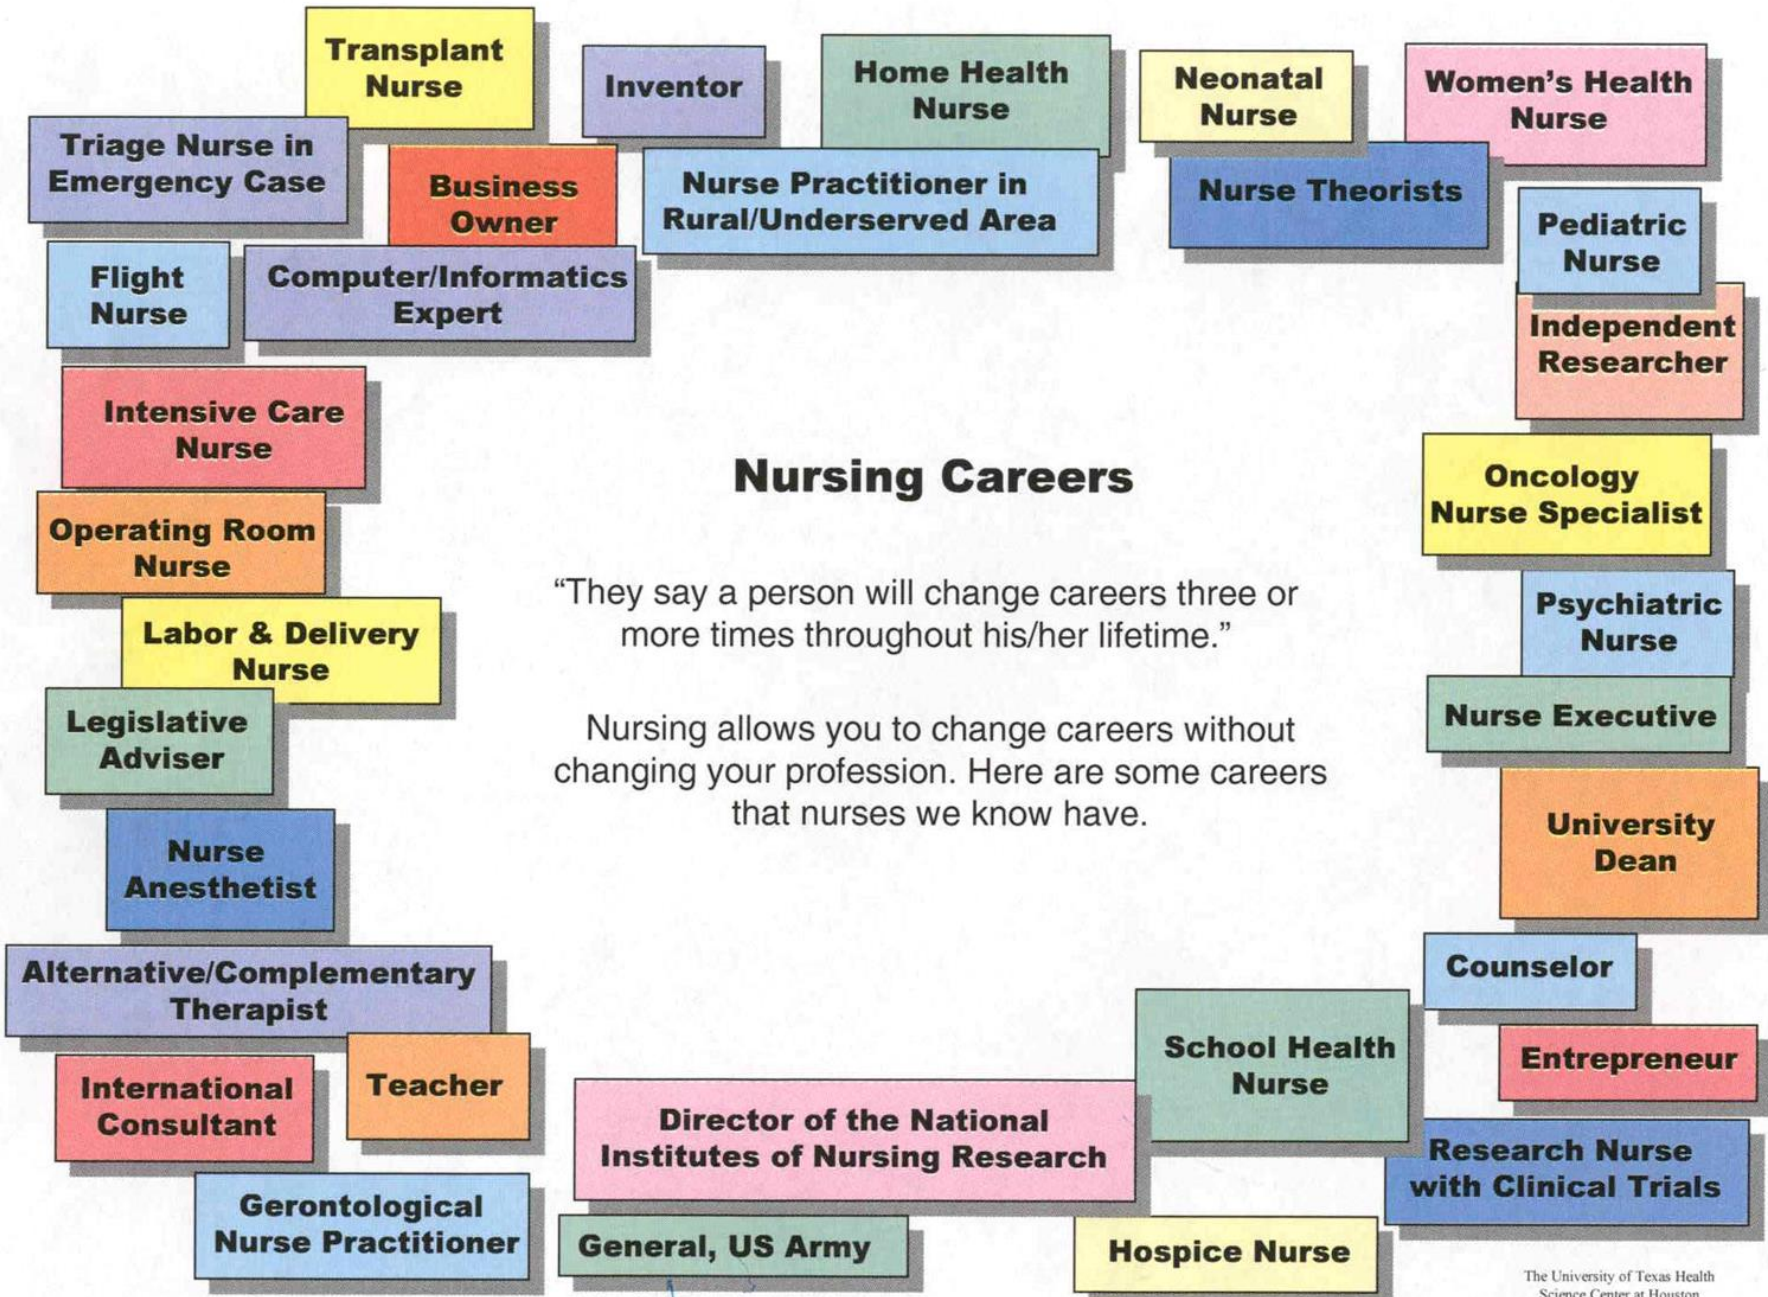 Transplant
Nurse
Inventor
Home Health
Nurse
Neonatal
Nurse
Women's Health
Nurse
Triage Nurse in
Emergency Case
Business
Owner
Nurse Practitioner in
Rural/Underserved Area
Nurse Theorists
Pediatric
Nurse
Flight
Nurse
Computer/Informatics
Expert
Independent
Researcher
Intensive Care
Nurse
Nursing Careers
Oncology
Nurse Specialist
Operating Room
Nurse
“They say a person will change careers three or
more times throughout his/her lifetime.”
Psychiatric
Nurse
Labor & Delivery
Nurse
Legislative
Adviser
Nurse Executive
Nursing allows you to change careers without
changing your profession. Here are some careers
that nurses we know have.
University
Dean
Nurse
Anesthetist
Alternative/Complementary
Therapist
Counselor
School Health
Nurse
Entrepreneur
International
Consultant
Teacher
Director of the National
Institutes of Nursing Research
Research Nurse
with Clinical Trials
Gerontological
Nurse Practitioner
General, US Army
Hospice Nurse
The University of Texas Health
Science Center at Houston